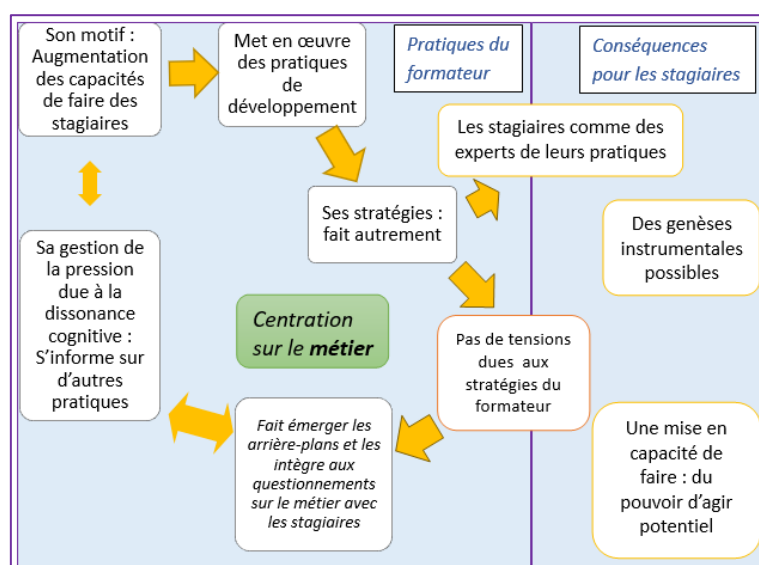 Son motif :
Augmentation
des capacités
de faire des
stagiaires
Met en œuvre
des pratiques
de
développement
Pratiques du
formateur
Conséquences
pour les stagiaires
Les stagiaires comme des
experts de leurs pratiques
Ses stratégies :
fait autrement
Des genèses
instrumentales
possibles
Sa gestion de
la pression
due à la
dissonance
cognitive :
S’informe sur
d’autres
pratiques
Centration
sur le métier
Pas de tensions
dues aux
stratégies du
formateur
Fait émerger les
arrière-plans et les
intègre aux
questionnements
sur le métier avec
les stagiaires
Une mise en
capacité de
faire : du
pouvoir d’agir
potentiel